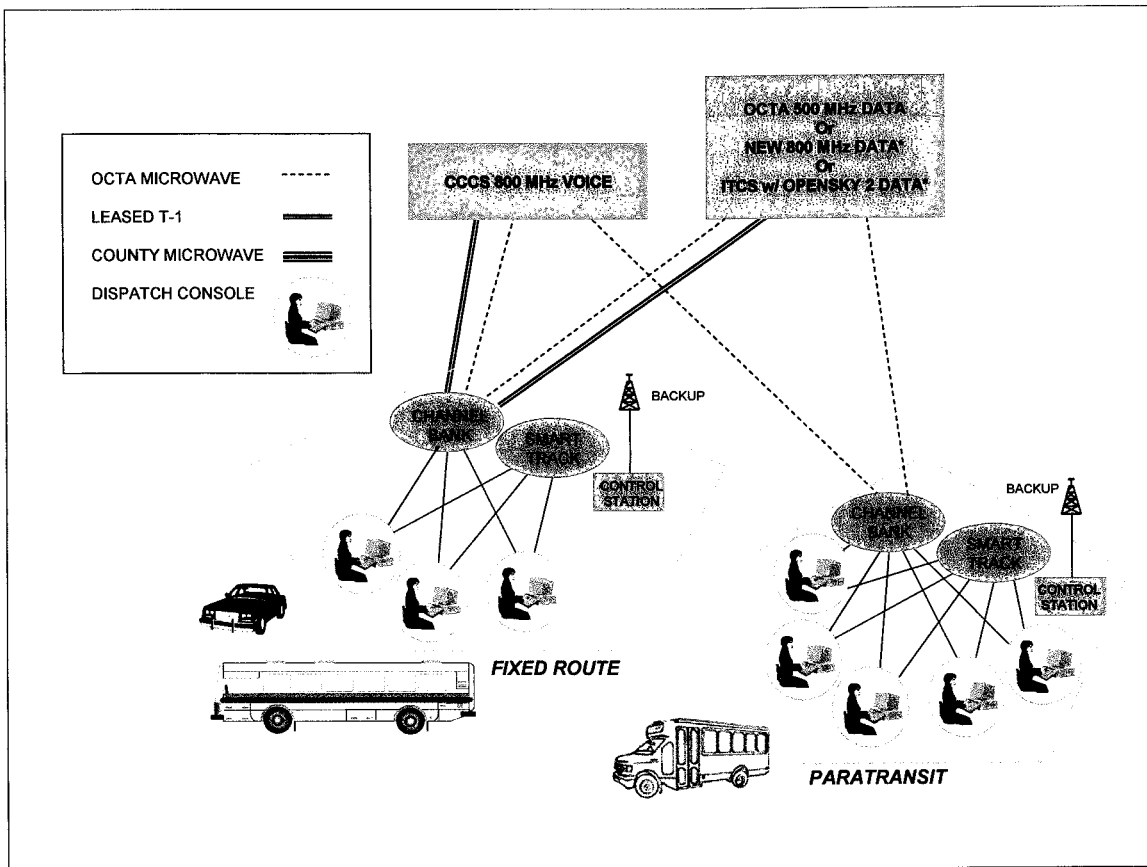 OCTA 500 MHz DATA
Or
NEW 800 MHz DATA*
Or
ITCS w/ OPENSKY 2 DATA*
CCCS 800 MHz VOICE
OCTA MICROWAVE
LEASED T-1
COUNTY MICROWAVE
DISPATCH CONSOLE
CHANNEL
BANK
SMART
TRACK
BACKUP
CONTROL
STATION
FIXED ROUTE
CHANNEL
BANK
SMART
TRACK
BACKUP
CONTROL
STATION
PARATRANSIT